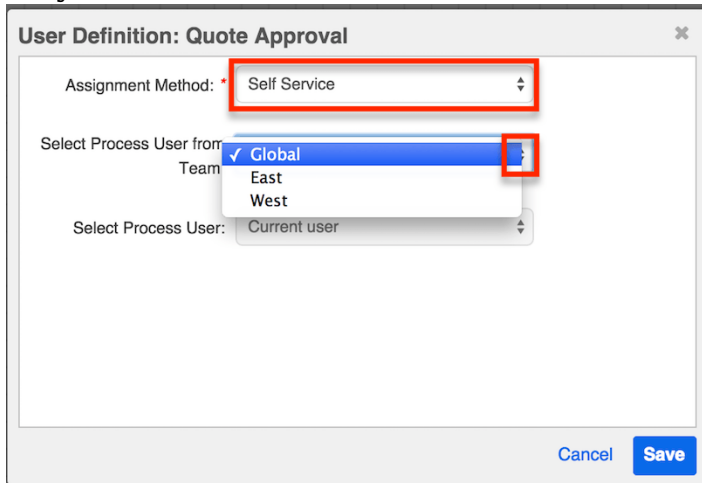 User Definition: Quote Approval
Assignment Method: * Self Service
Select Process User from
Team
✓ Global
East
West
Select Process User: Current user
Cancel Save